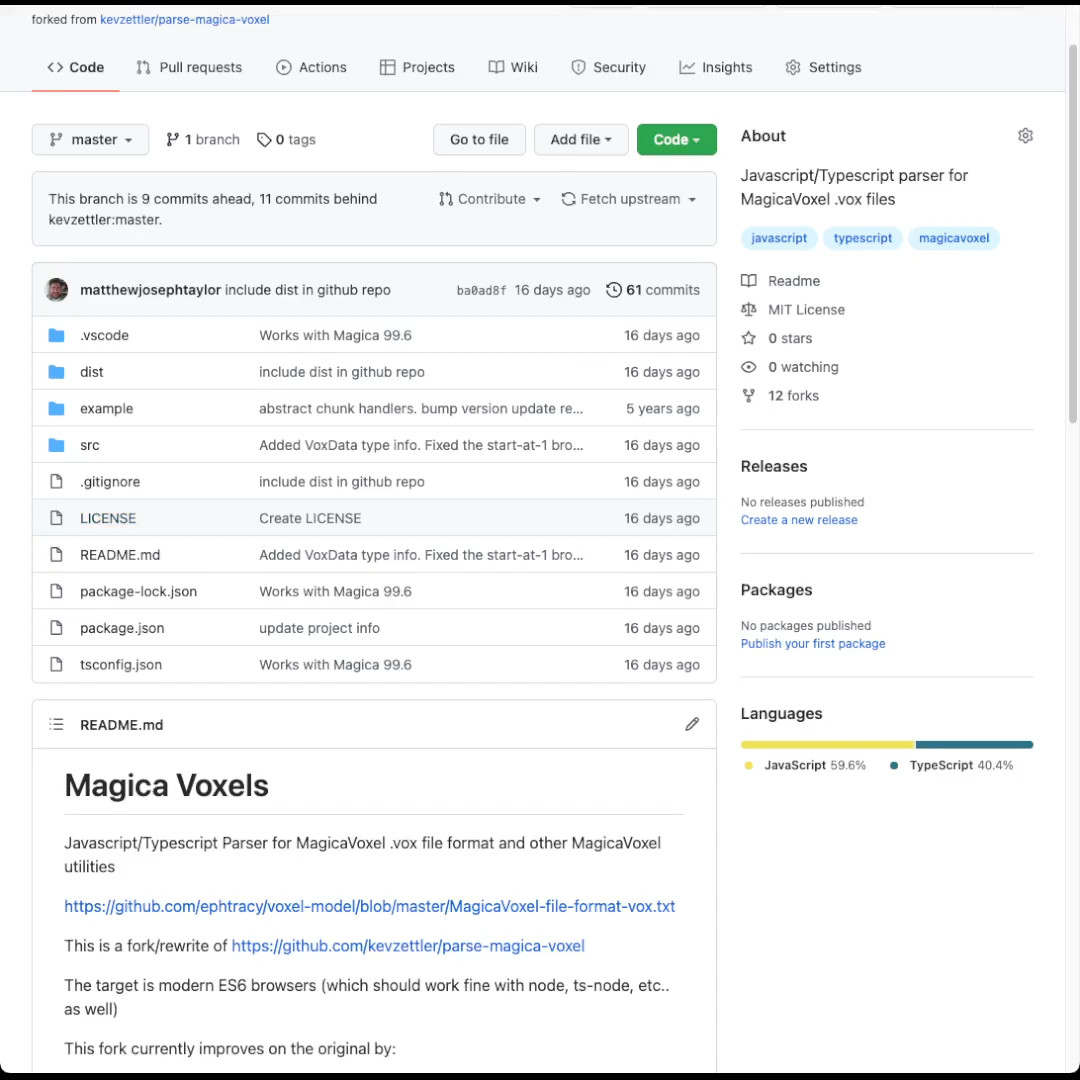 forked from kevzettler/parse-magica-voxel
Code Pull requests Actions Projects Wiki Security Insights Settings
master 1 branch 0 tags Go to file Add file Code
This branch is 9 commits ahead, 11 commits behind
kevzettler:master.
Contribute Fetch upstream
matthewjosephtaylor include dist in github repo ba0ad8f 16 days ago 61 commits
.vscode Works with Magica 99.6 16 days ago
dist include dist in github repo 16 days ago
example abstract chunk handlers. bump version update re... 5 years ago
src Added VoxData type info. Fixed the start-at-1 bro... 16 days ago
.gitignore include dist in github repo 16 days ago
LICENSE Create LICENSE 16 days ago
README.md Added VoxData type info. Fixed the start-at-1 bro... 16 days ago
package-lock.json Works with Magica 99.6 16 days ago
package.json update project info 16 days ago
tsconfig.json Works with Magica 99.6 16 days ago
README.md
Magica Voxels
Javascript/Typescript Parser for MagicaVoxel .vox file format and other MagicaVoxel
utilities
https://github.com/ephtracy/voxel-model/blob/master/MagicaVoxel-file-format-vox.txt
This is a fork/rewrite of https://github.com/kevzettler/parse-magica-voxel
The target is modern ES6 browsers (which should work fine with node, ts-node, etc..
as well)
This fork currently improves on the original by:
About
Javascript/Typescript parser for
MagicaVoxel .vox files
javascript typescript magicavoxel
Readme
MIT License
0 stars
0 watching
12 forks
Releases
No releases published
Create a new release
Packages
No packages published
Publish your first package
Languages
JavaScript 59.6% TypeScript 40.4%